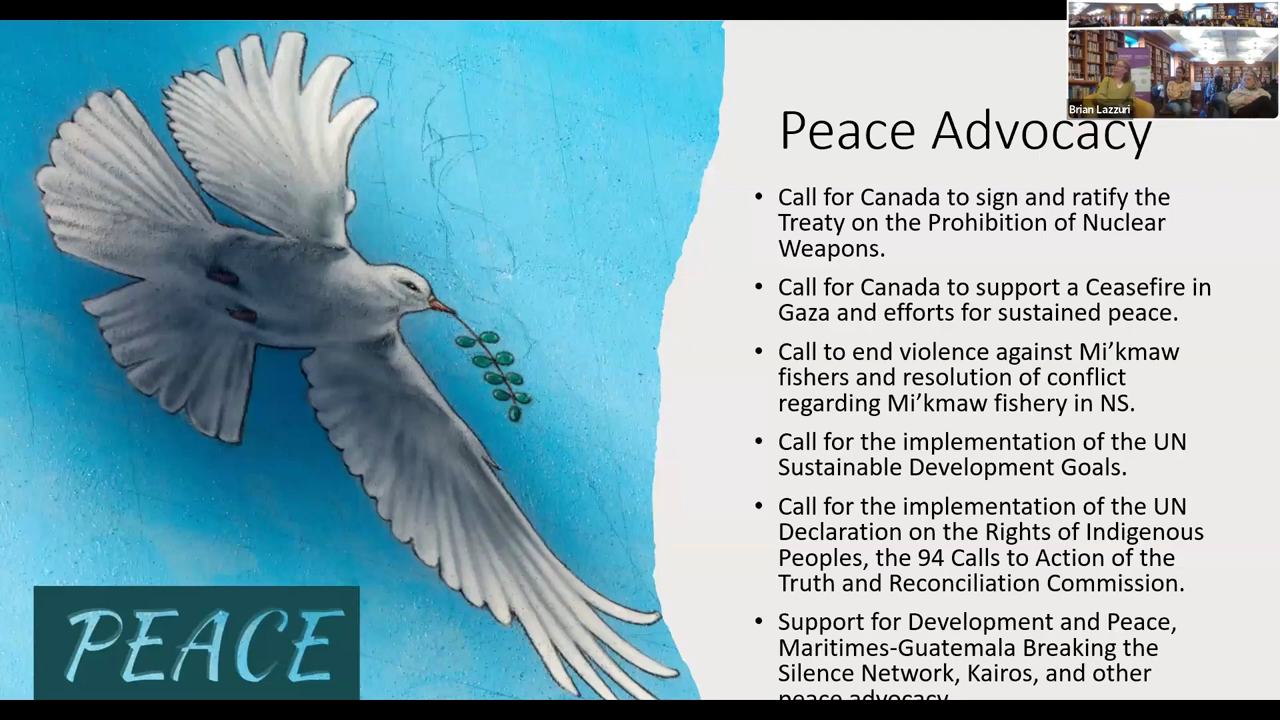 Brian Lazzuri
Peace Advocacy
• Call for Canada to sign and ratify the
Treaty on the Prohibition of Nuclear
Weapons.
• Call for Canada to support a Ceasefire in
Gaza and efforts for sustained peace.
• Call to end violence against Mi’kmaw
fishers and resolution of conflict
regarding Mi’kmaw fishery in NS.
• Call for the implementation of the UN
Sustainable Development Goals.
• Call for the implementation of the UN
Declaration on the Rights of Indigenous
Peoples, the 94 Calls to Action of the
Truth and Reconciliation Commission.
• Support for Development and Peace,
Maritimes-Guatemala Breaking the
Silence Network, Kairos, and other
peace advocacy
PEACE